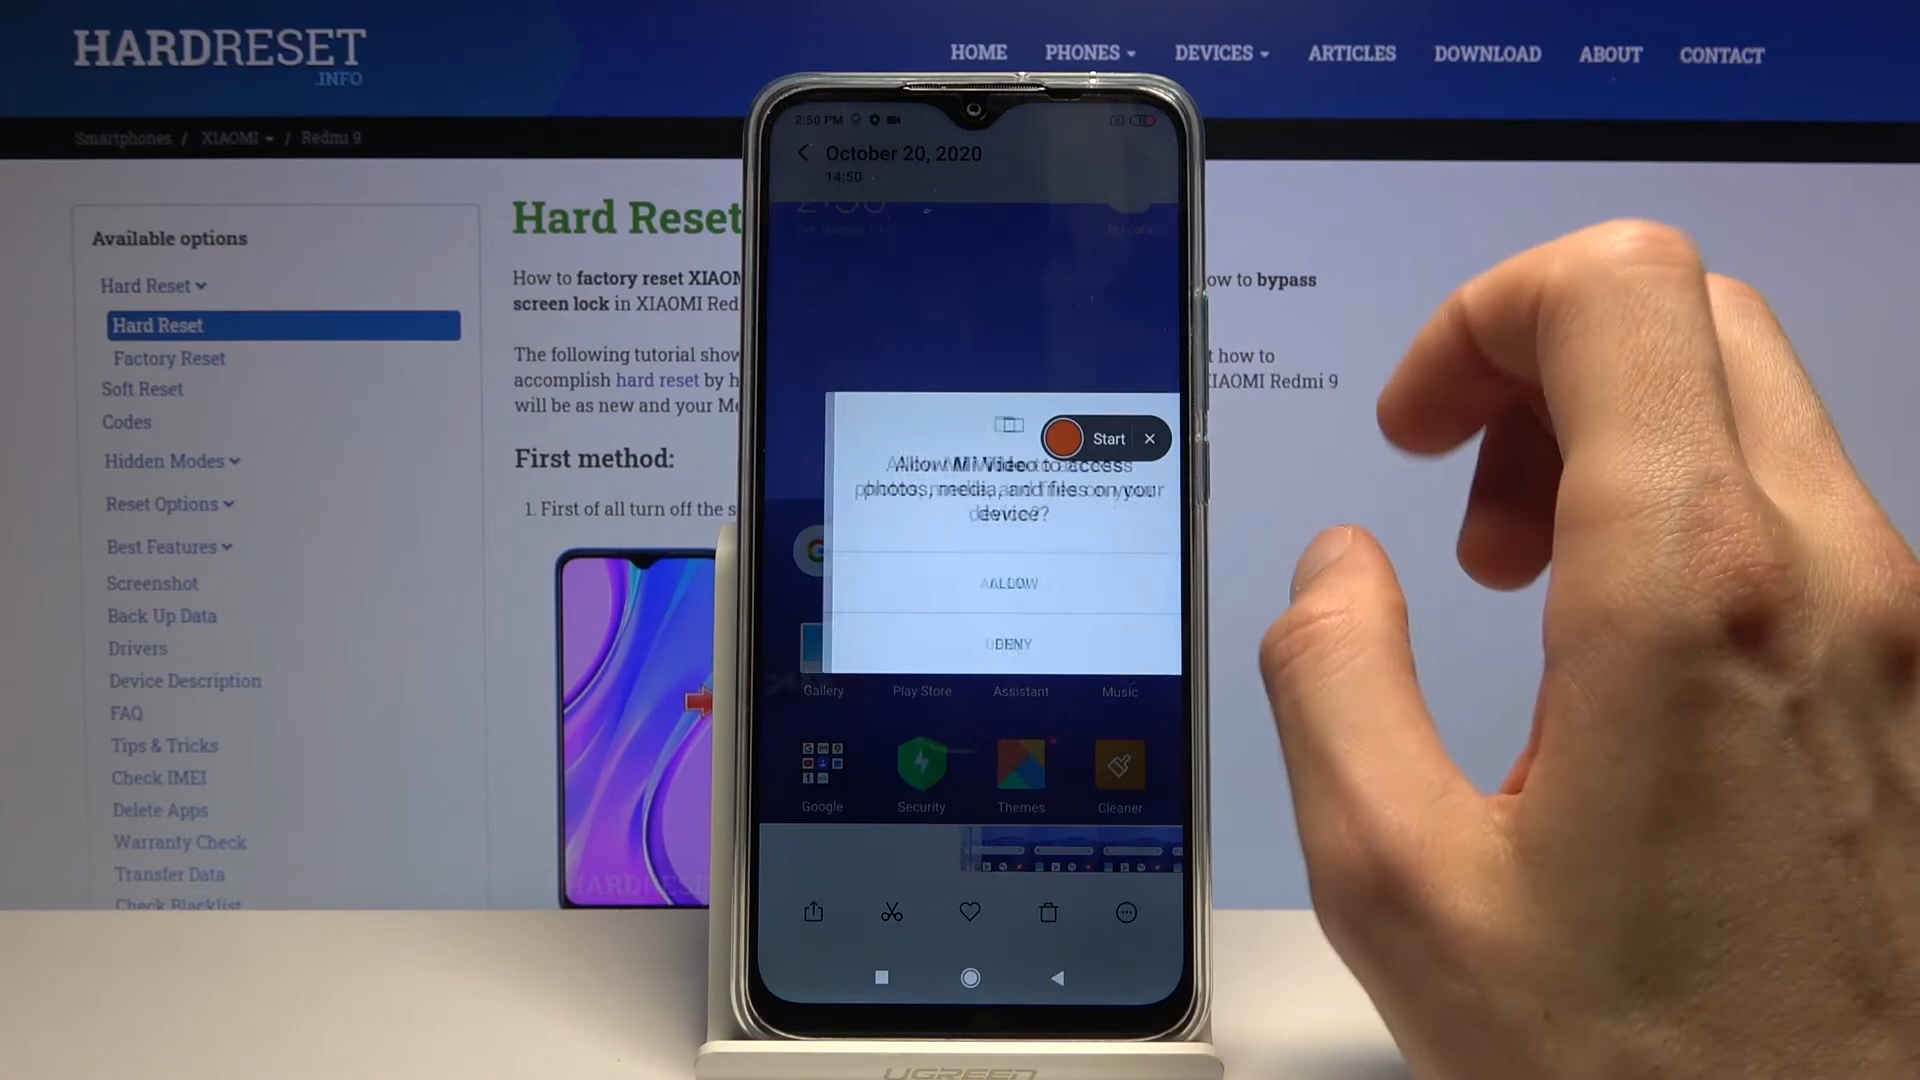 HARDRESET
.INFO
HOME PHONES DEVICES ARTICLES DOWNLOAD ABOUT CONTACT
Smartphones / XIAOMI / Redmi 9
Available options
Hard Reset
Hard Reset
Factory Reset
Soft Reset
Codes
Hidden Modes
Reset Options
Best Features
Screenshot
Back Up Data
Drivers
Device Description
FAQ
Tips & Tricks
Check IMEI
Delete Apps
Warranty Check
Transfer Data
Check Blacklist
Hard Reset
How to factory reset XIAOM
ow to bypass
screen lock in XIAOMI Red
The following tutorial show
t how to
accomplish hard reset by h
IAOMI Redmi 9
will be as new and your Me
First method:
1. First of all turn off the s
2:50 PM
October 20, 2020
14:50
Start
Allow Mi Video to access
photos, media, and files on your
device?
ALLOW
DENY
Gallery Play Store Assistant Music
Google Security Themes Cleaner
UGREEN